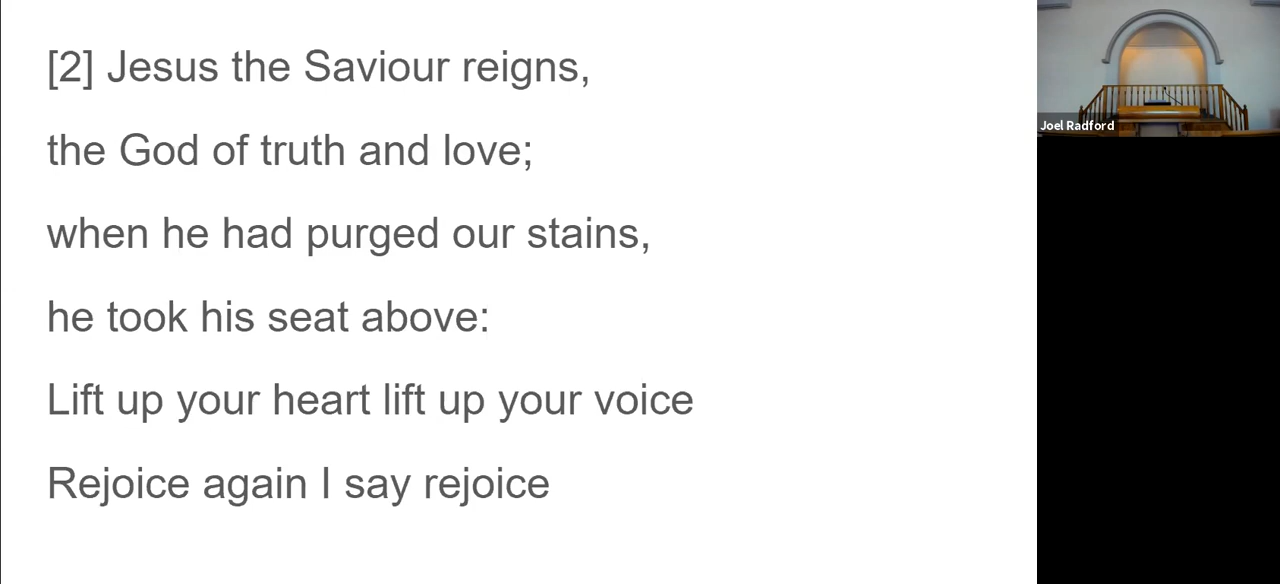 [2] Jesus the Saviour reigns,
the God of truth and love;
when he had purged our stains,
he took his seat above:
Lift up your heart lift up your voice
Rejoice again I say rejoice
Joel Radford